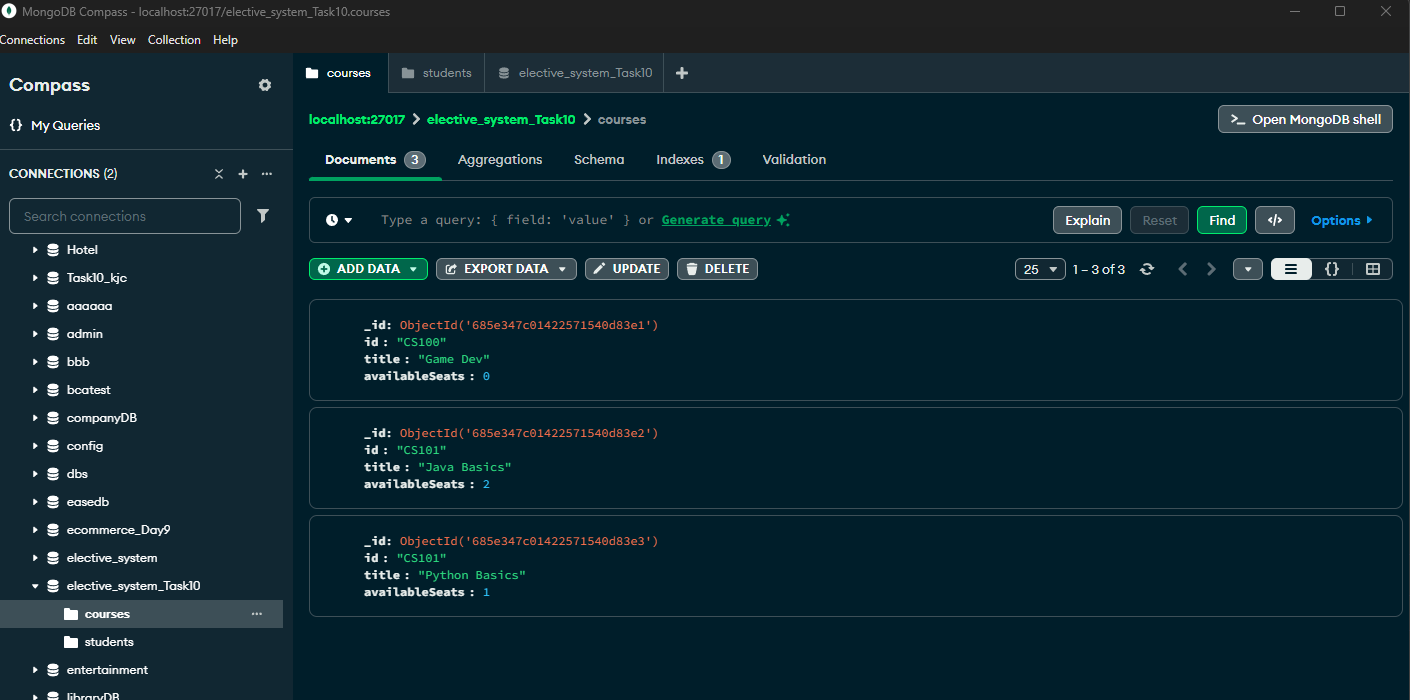 MongoDB Compass - localhost:27017/elective_system_Task10.courses
Connections Edit View Collection Help
Compass
{} My Queries
CONNECTIONS (2)
Search connections
Hotel
Task10_kjc
aaaaaa
admin
bbb
bcatest
companyDB
config
dbs
easedb
ecommerce_Day9
elective_system
elective_system_Task10
courses
students
entertainment
libraryDB
courses students elective_system_Task10 +
localhost:27017 > elective_system_Task10 > courses
>_ Open MongoDB shell
Documents 3 Aggregations Schema Indexes 1 Validation
Type a query: { field: 'value' } or Generate query
Explain Reset Find </> Options
ADD DATA EXPORT DATA UPDATE DELETE
25 1 – 3 of 3 {}
_id: ObjectId('685e347c01422571540d83e1')
id : "CS100"
title : "Game Dev"
availableSeats : 0
_id: ObjectId('685e347c01422571540d83e2')
id : "CS101"
title : "Java Basics"
availableSeats : 2
_id: ObjectId('685e347c01422571540d83e3')
id : "CS101"
title : "Python Basics"
availableSeats : 1